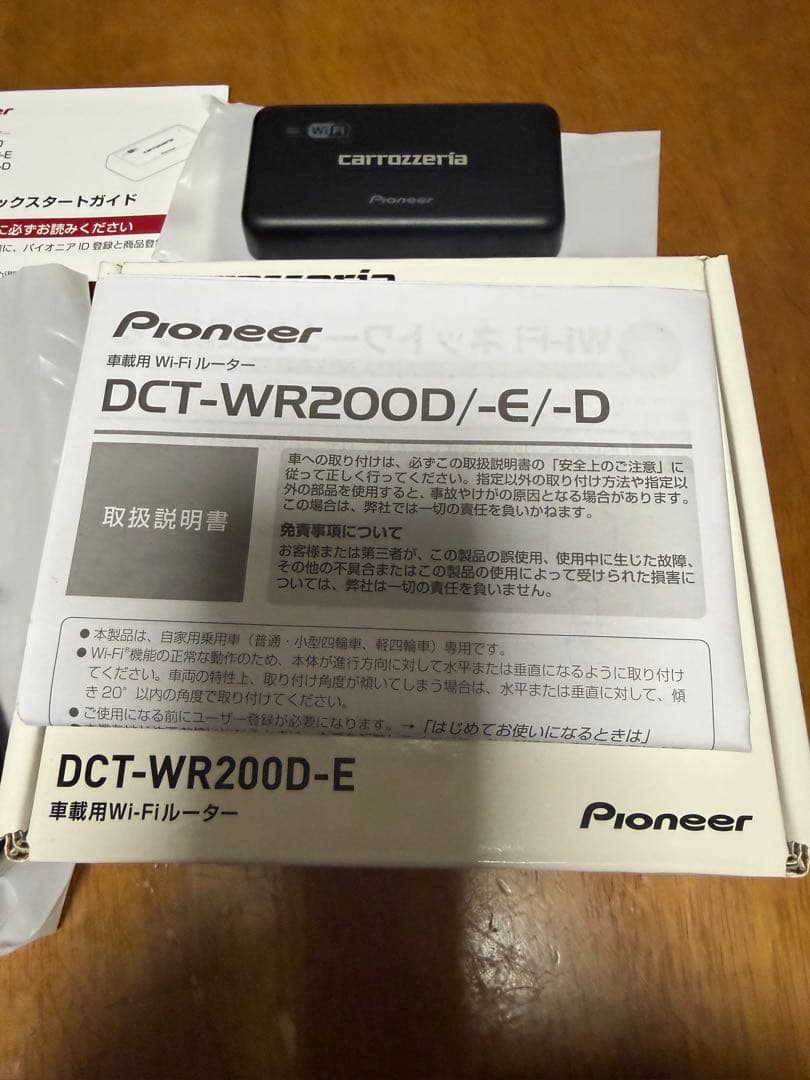 WiFi
carrozzeria
Pioneer
er
D
-E
-D
ックスタートガイド
に必ずお読みください
前に、パイオニア ID 登録と商品登
Pioneer
車載用 Wi-Fi ルーター
DCT-WR200D/-E/-D
取扱説明書
車への取り付けは、必ずこの取扱説明書の「安全上のご注意」に
従って正しく行ってください。指定以外の取り付け方法や指定以
外の部品を使用すると、事故やけがの原因となる場合があります。
この場合は、弊社では一切の責任を負いかねます。
免責事項について
お客様または第三者が、この製品の誤使用、使用中に生じた故障、
その他の不具合またはこの製品の使用によって受けられた損害に
ついては、弊社は一切の責任を負いません。
● 本製品は、自家用乗用車（普通・小型四輪車、軽四輪車）専用です。
● Wi-Fi®機能の正常な動作のため、本体が進行方向に対して水平または垂直になるように取り付け
てください。車両の特性上、取り付け角度が傾いてしまう場合は、水平または垂直に対して、傾
き 20°以内の角度で取り付けてください。
● ご使用になる前にユーザー登録が必要になります。→「はじめてお使いになるときは」
DCT-WR200D-E
車載用Wi-Fiルーター
Pioneer